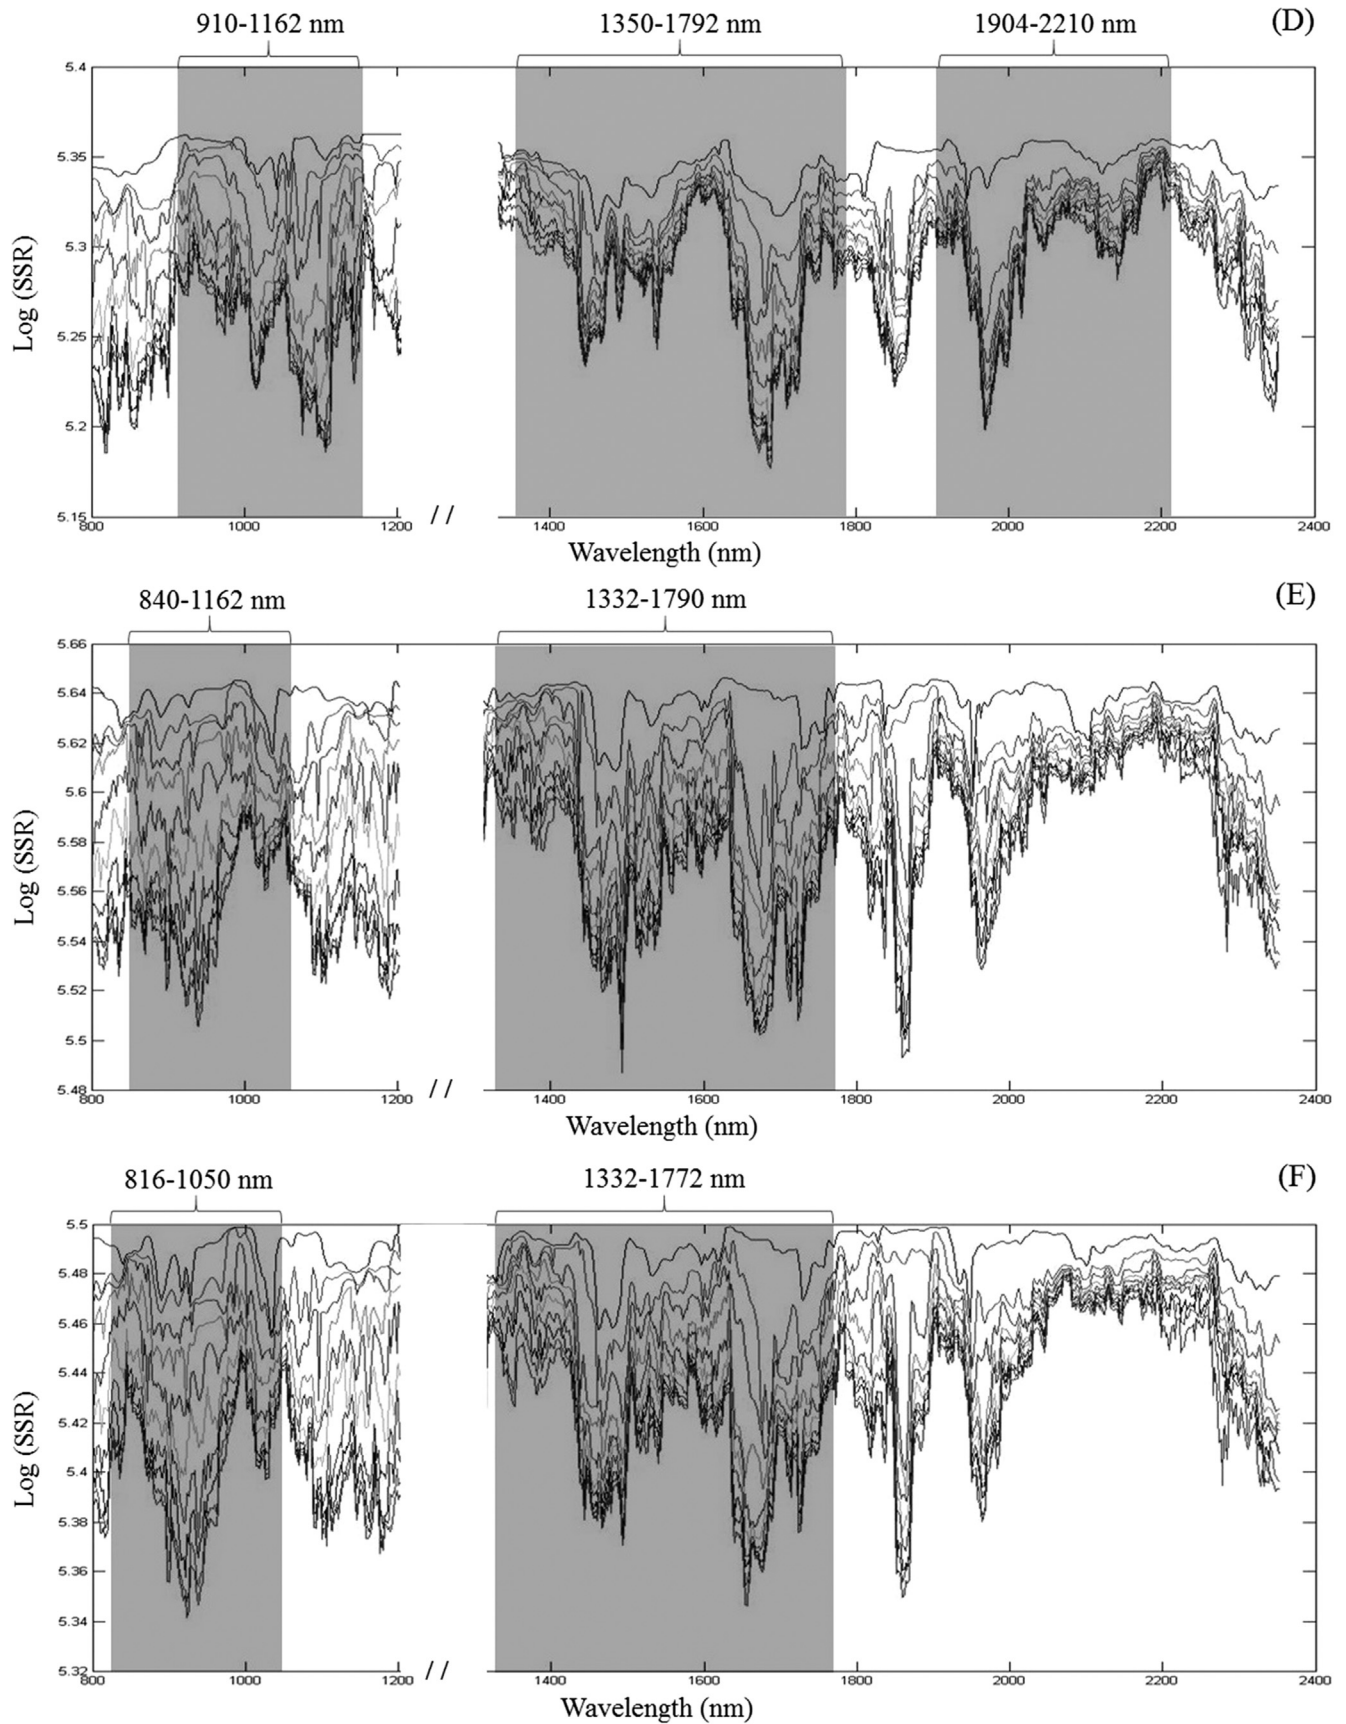 910-1162 nm 1350-1792 nm 1904-2210 nm (D)
5.4
5.35
5.3
5.25
5.2
5.15
Log (SSR)
800 1000 1200 // 1400 1600 1800 2000 2200 2400
Wavelength (nm)
840-1162 nm 1332-1790 nm (E)
5.66
5.64
5.62
5.6
5.58
5.56
5.54
5.52
5.5
5.48
Log (SSR)
800 1000 1200 // 1400 1600 1800 2000 2200 2400
Wavelength (nm)
816-1050 nm 1332-1772 nm (F)
5.5
5.48
5.46
5.44
5.42
5.4
5.38
5.36
5.34
5.32
Log (SSR)
800 1000 1200 // 1400 1600 1800 2000 2200 2400
Wavelength (nm)